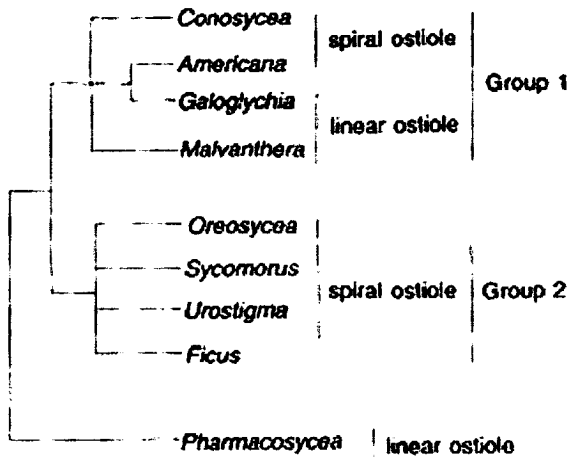 Conosycea
spiral ostiole
Americana
Group 1
Galoglychia
linear ostiole
Malvanthera
Oreosycea
Sycomorus
spiral ostiole
Group 2
Urostigma
Ficus
Pharmacosycea
linear ostiole